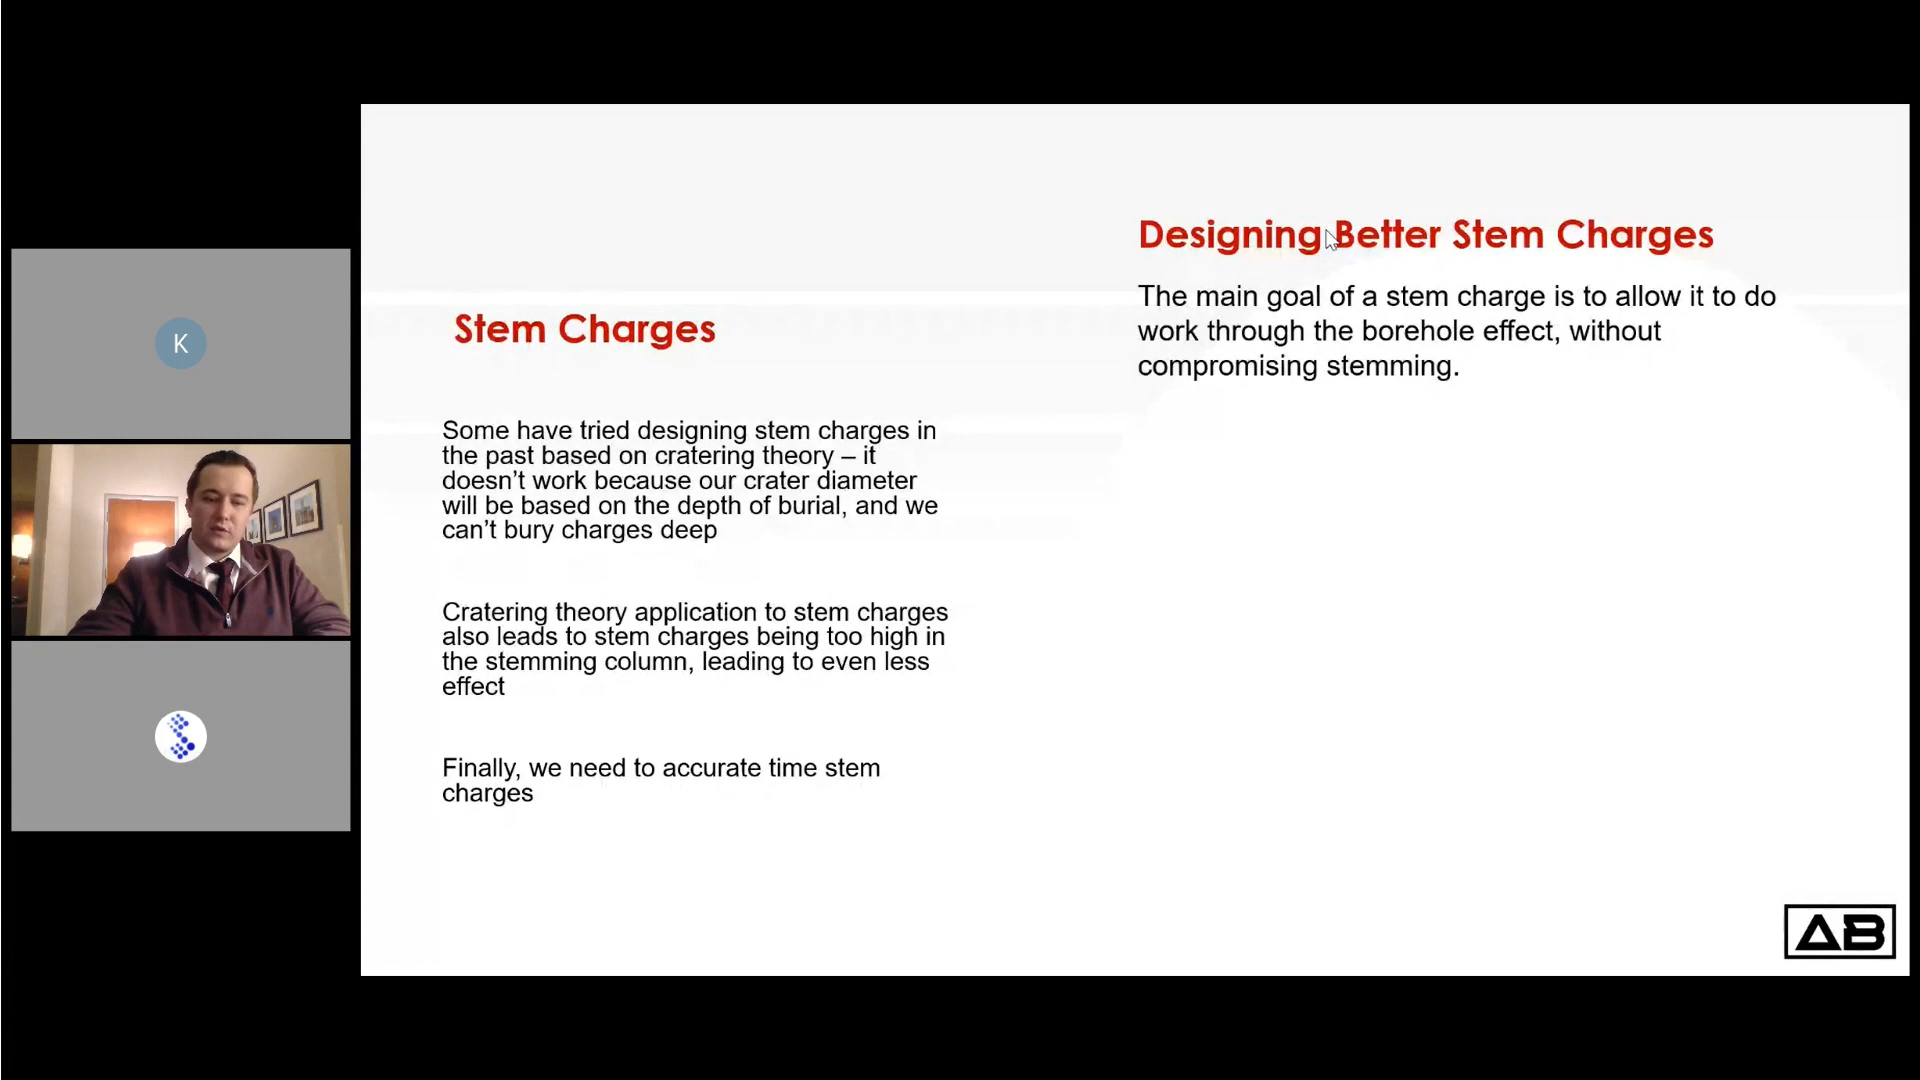 K
Stem Charges
Some have tried designing stem charges in
the past based on cratering theory – it
doesn’t work because our crater diameter
will be based on the depth of burial, and we
can’t bury charges deep
Cratering theory application to stem charges
also leads to stem charges being too high in
the stemming column, leading to even less
effect
Finally, we need to accurate time stem
charges
Designing Better Stem Charges
The main goal of a stem charge is to allow it to do
work through the borehole effect, without
compromising stemming.
AB